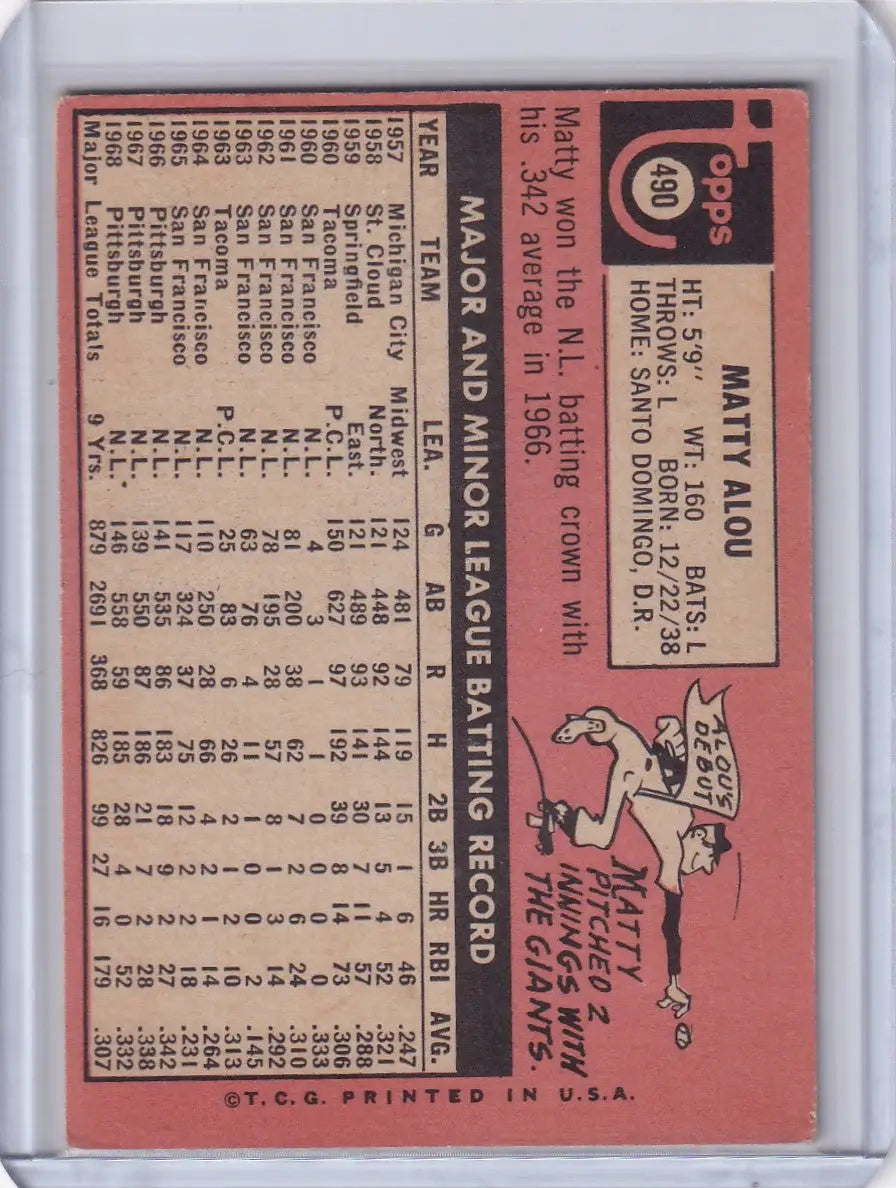 Topps
490
MATTY ALOU
HT: 5'9'' WT: 160 BATS: L
THROWS: L BORN: 12/22/38
HOME: SANTO DOMINGO, D.R.
Matty won the N.L. batting crown with
his .342 average in 1966.
ALOU'S
DEBUT
MATTY
PITCHED 2
INNINGS WITH
THE GIANTS.
MAJOR AND MINOR LEAGUE BATTING RECORD
YEAR TEAM LEA. G AB R H 2B 3B HR RBI AVG.
1957 Michigan City Midwest 124 481 79 119 15 1 6 46 .247
1958 St. Cloud North. 121 448 92 144 13 5 4 52 .321
1959 Springfield East. 121 489 93 141 30 7 11 57 .288
1960 Tacoma P.C.L. 150 627 97 192 39 8 14 73 .306
1960 San Francisco N.L. 4 3 1 1 0 0 0 0 .333
1961 San Francisco N.L. 81 200 38 62 7 2 6 24 .310
1962 San Francisco N.L. 78 195 28 57 8 1 3 14 .292
1963 San Francisco N.L. 63 76 4 11 1 0 0 2 .145
1963 Tacoma P.C.L. 25 83 6 26 2 1 2 10 .313
1964 San Francisco N.L. 110 250 28 66 4 2 1 14 .264
1965 San Francisco N.L. 117 324 37 75 12 2 2 18 .231
1966 Pittsburgh N.L. 141 535 86 183 18 9 2 27 .342
1967 Pittsburgh N.L. 139 550 87 186 21 7 2 28 .338
1968 Pittsburgh N.L. 146 558 59 185 28 4 0 52 .332
Major League Totals 9 Yrs. 879 2691 368 826 99 27 16 179 .307
©T.C.G. PRINTED IN U.S.A.